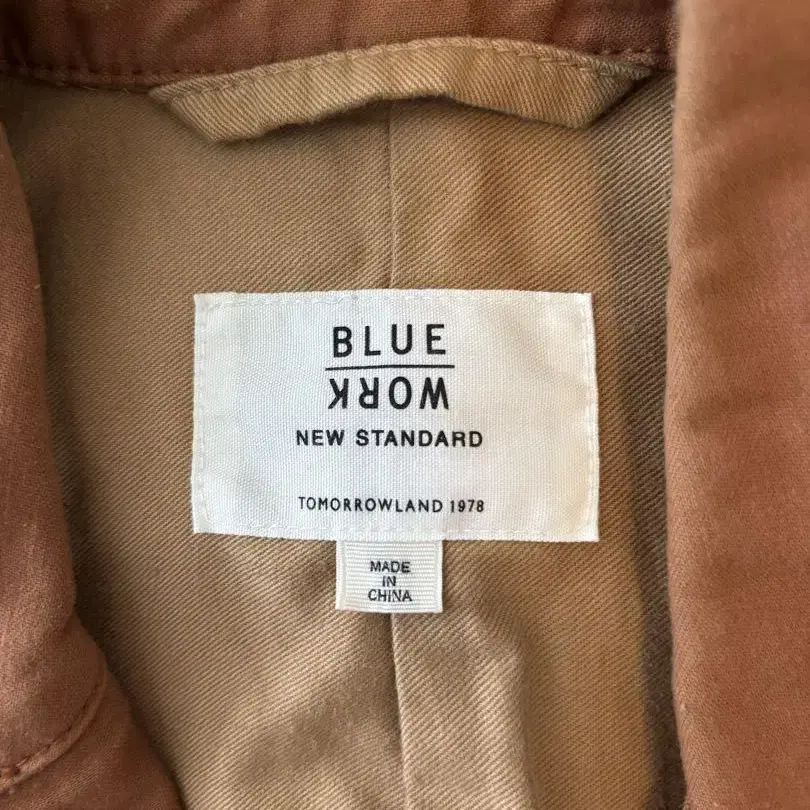 BLUE
WORK
NEW STANDARD
TOMORROWLAND 1978
MADE
IN
CHINA